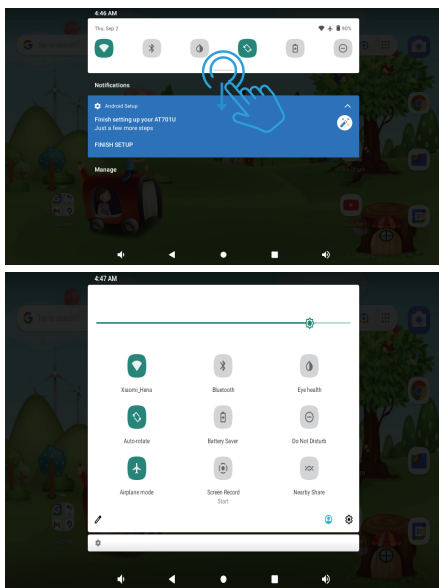 4:46 AM
Thu, Sep 2
90%
Notifications
Android Setup
Finish setting up your AT701U
Just a few more steps
FINISH SETUP
Manage
4:47 AM
Xiaomi_Hena
Bluetooth
Eye health
Auto-rotate
Battery Saver
Do Not Disturb
Airplane mode
Screen Record
Nearby Share
Start